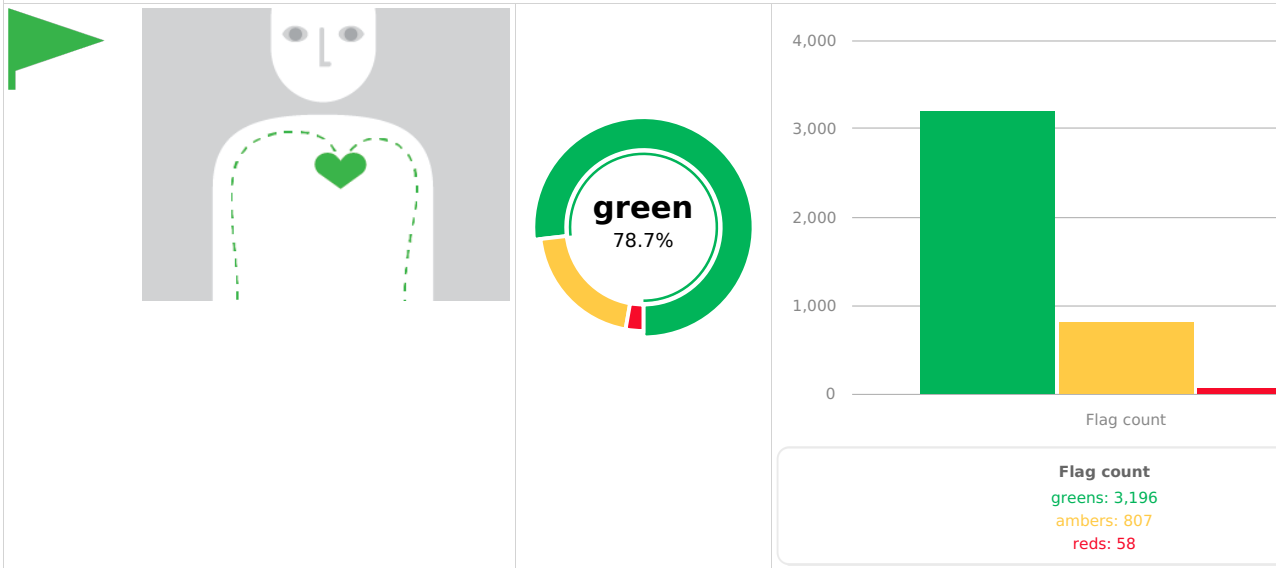 green
78.7%
4,000
3,000
2,000
1,000
0
Flag count
Flag count
greens: 3,196
ambers: 807
reds: 58